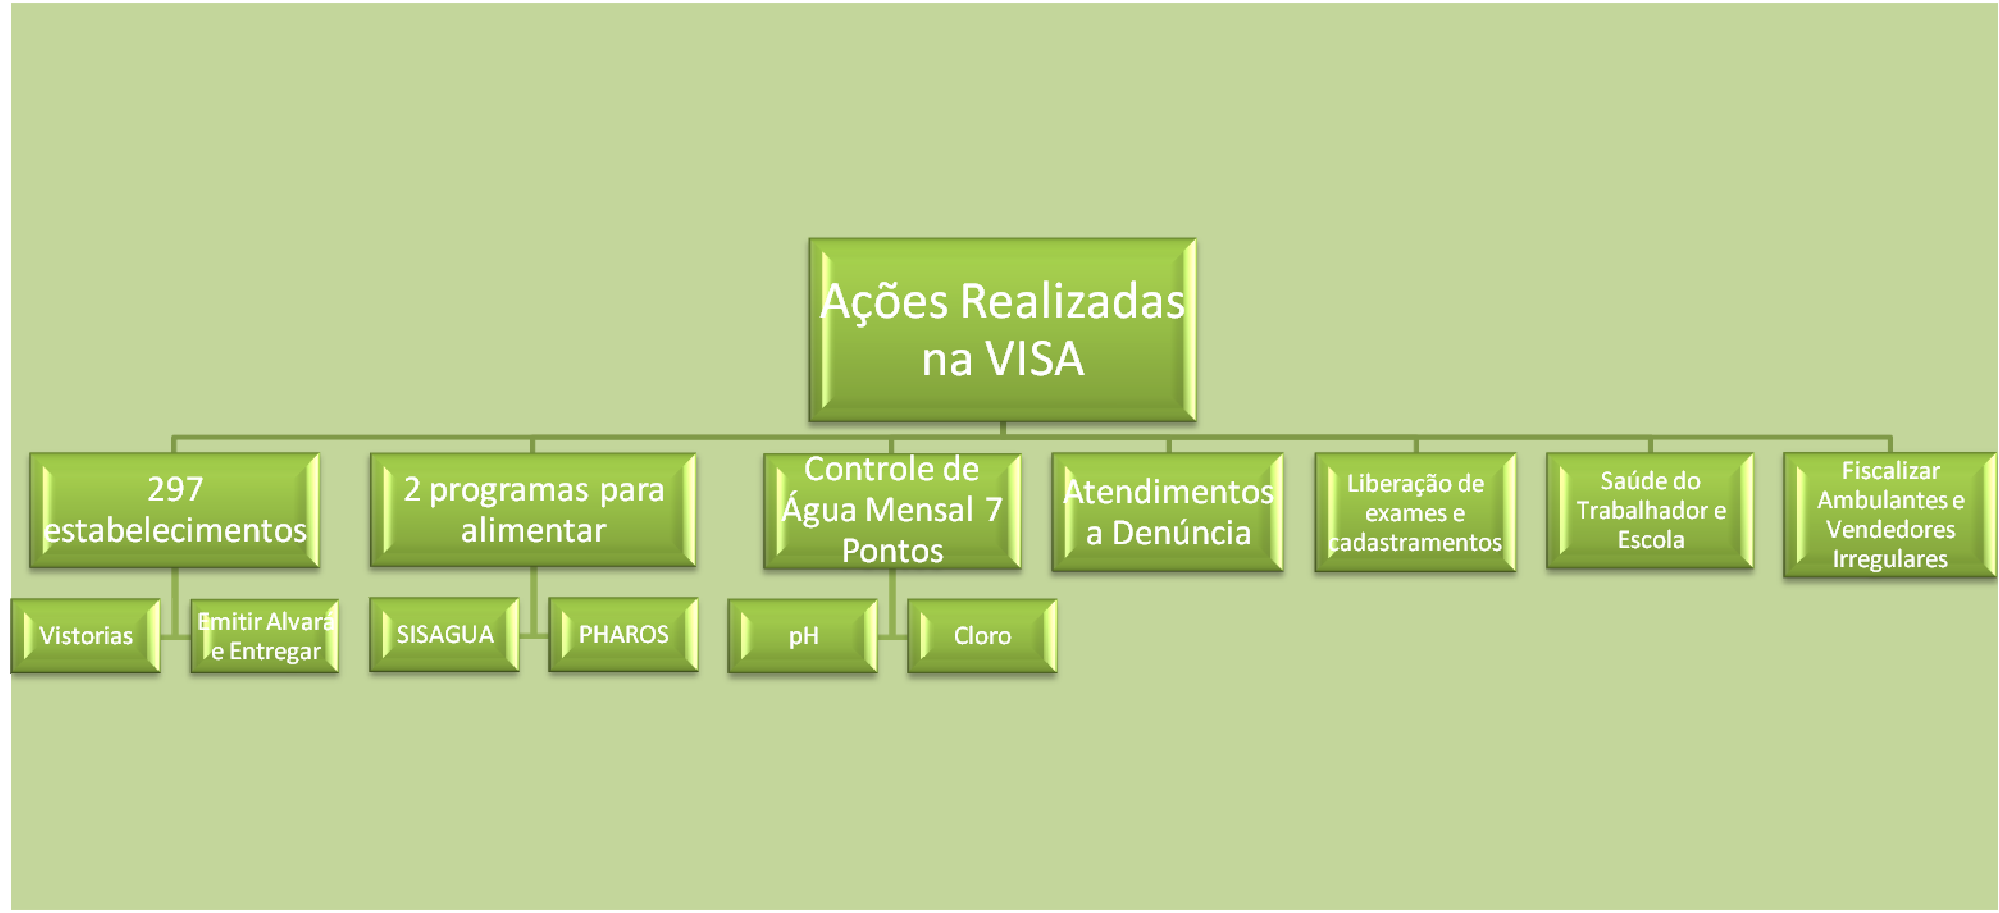 Ações Realizadas
na VISA
297
estabelecimentos
2 programas para
alimentar
Controle de
Água Mensal 7
Pontos
Atendimentos
a Denúncia
Liberação de
exames e
cadastramentos
Saúde do
Trabalhador e
Escola
Fiscalizar
Ambulantes e
Vendedores
Irregulares
Vistorias
Emitir Alvará
e Entregar
SISAGUA
PHAROS
pH
Cloro